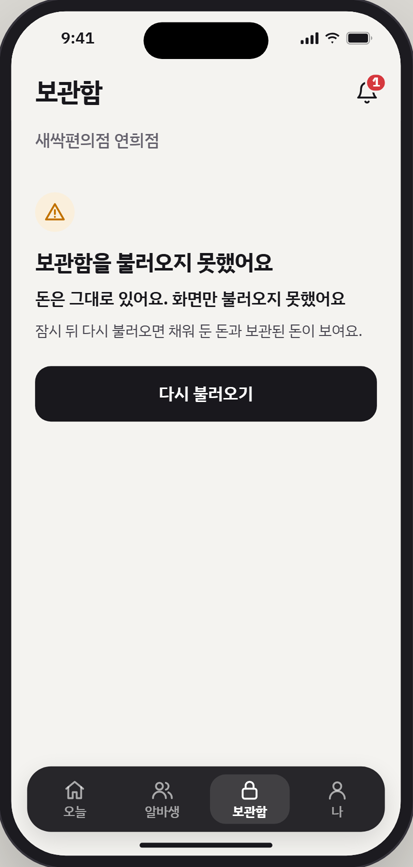 9:41
보관함
1
새싹편의점 연희점
보관함을 불러오지 못했어요
돈은 그대로 있어요. 화면만 불러오지 못했어요
잠시 뒤 다시 불러오면 채워 둔 돈과 보관된 돈이 보여요.
다시 불러오기
오늘
알바생
보관함
나